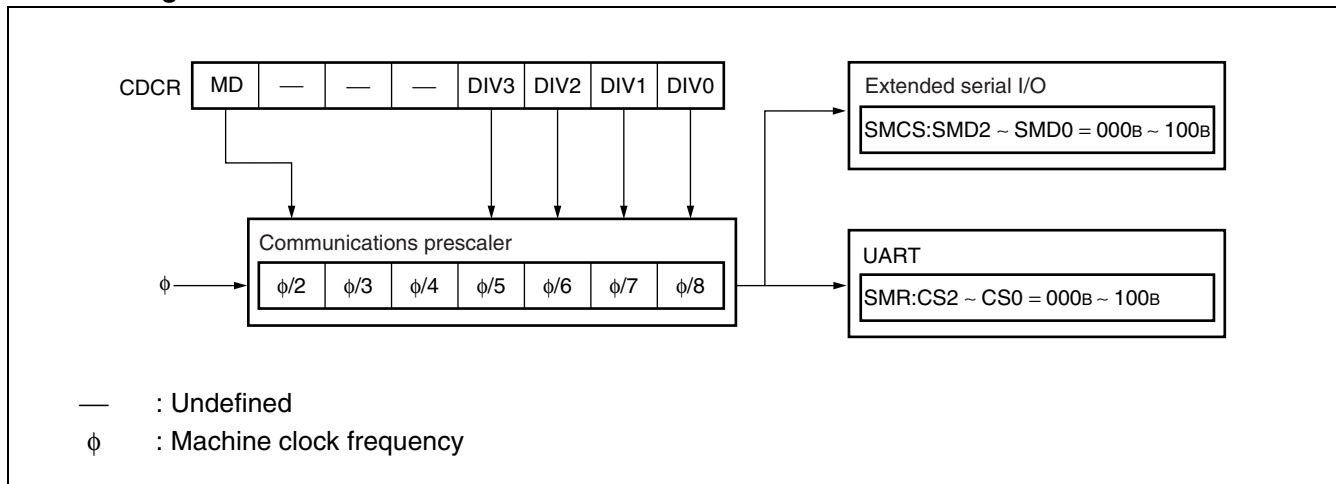 CDCR MD — — — DIV3 DIV2 DIV1 DIV0
Extended serial I/O
SMCS:SMD2 ~ SMD0 = 000B ~ 100B
Communications prescaler
ϕ ϕ/2 ϕ/3 ϕ/4 ϕ/5 ϕ/6 ϕ/7 ϕ/8
UART
SMR:CS2 ~ CS0 = 000B ~ 100B
— : Undefined
ϕ : Machine clock frequency